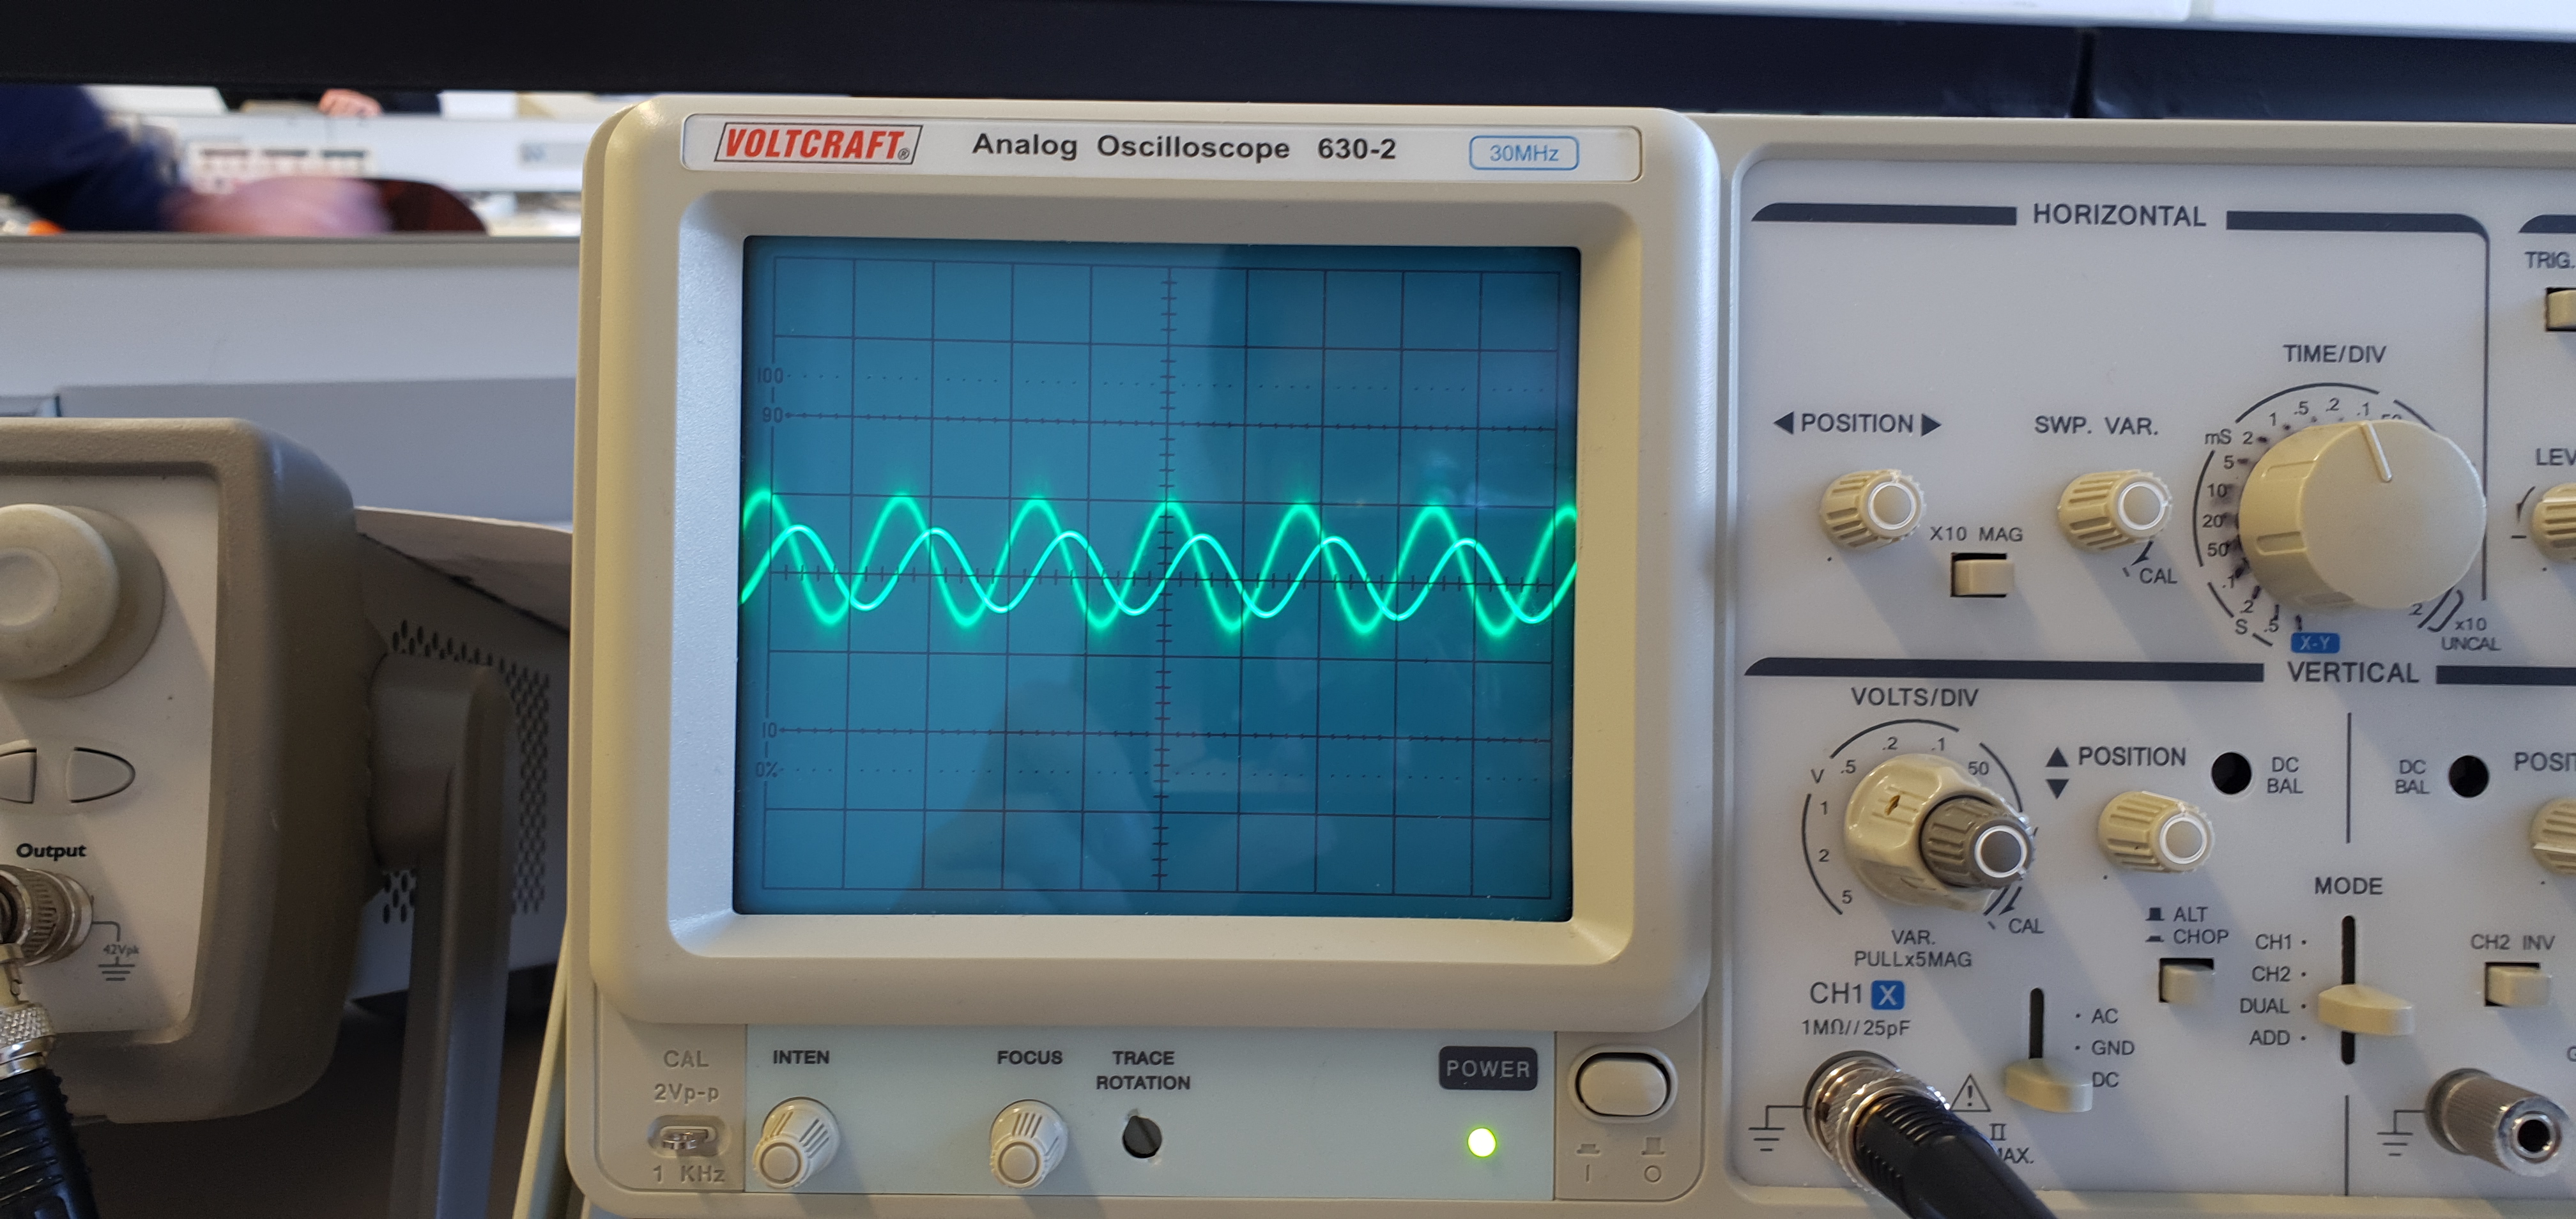 VOLTCRAFT®
Analog Oscilloscope 630-2
30MHz
HORIZONTAL
TRIG.
TIME/DIV
POSITION
SWP. VAR.
X10 MAG
CAL
mS
.5
.2
.1
1
2
5
10
20
50
.1
.2
S
.5
X-Y
.2
x10
UNCAL
LEV
100
90
10
0%
VERTICAL
VOLTS/DIV
.2
.1
.5
50
V
1
2
5
CAL
POSITION
DC
BAL
DC
BAL
POSIT
VAR.
PULLx5MAG
ALT
CHOP
MODE
CH1
CH2
DUAL
ADD
CH2 INV
CH1 X
1MΩ//25pF
AC
GND
DC
II
MAX.
Output
42Vpk
CAL
2Vp-p
1 KHz
INTEN
FOCUS
TRACE
ROTATION
POWER
I
O